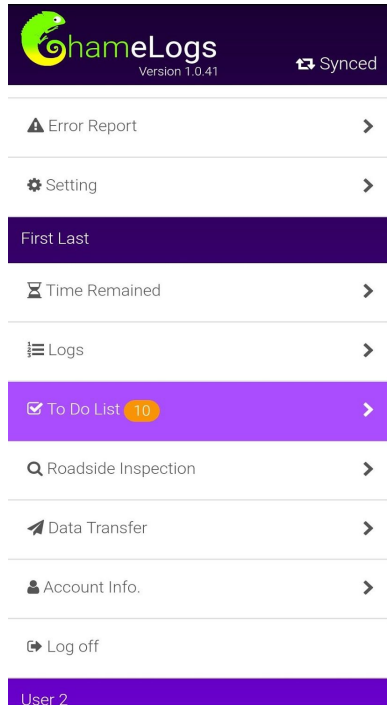 GhameLogs
Version 1.0.41
Synced
Error Report
Setting
First Last
Time Remained
Logs
To Do List 10
Roadside Inspection
Data Transfer
Account Info.
Log off
User 2